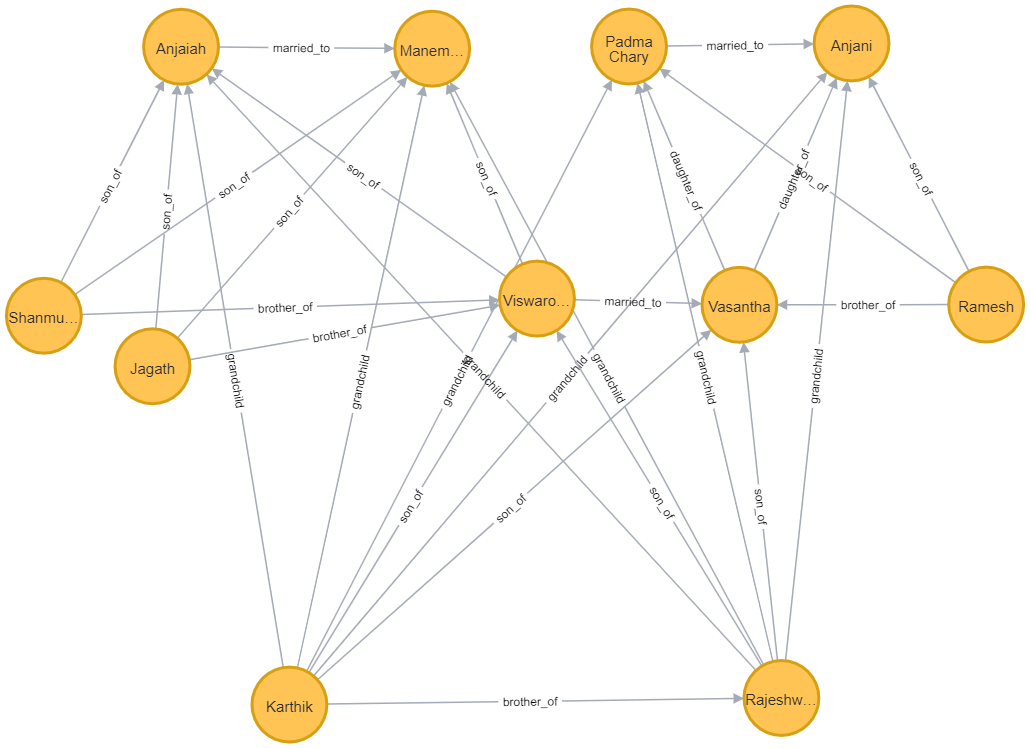 Anjaiah
married_to
Manem…
Padma
Chary
married_to
Anjani
son_of
son_of
son_of
son_of
son_of
son_of
daughter_of
daughter_of
son_of
son_of
Shanmu…
brother_of
Viswaro…
married_to
Vasantha
brother_of
Ramesh
Jagath
brother_of
grandchild
grandchild
grandchild
grandchild
grandchild
grandchild
grandchild
grandchild
son_of
son_of
son_of
son_of
Karthik
brother_of
Rajeshw…